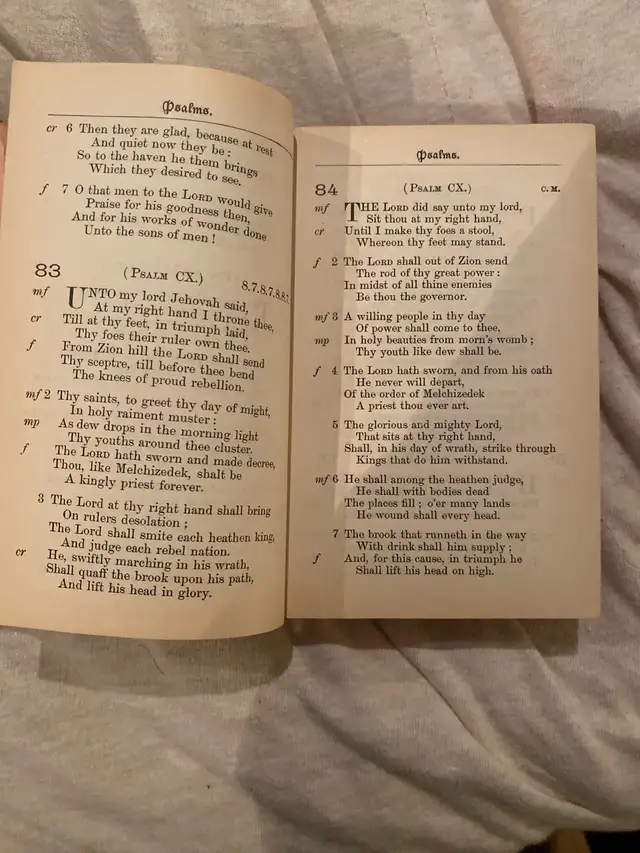 Psalms.
cr 6 Then they are glad, because at rest
And quiet now they be :
So to the haven he them brings
Which they desired to see.
f 7 O that men to the LORD would give
Praise for his goodness then,
And for his works of wonder done
Unto the sons of men !
83 (PSALM CX.) 8.7.8.7.8.8.7.
mf UNTO my lord Jehovah said,
At my right hand I throne thee,
cr Till at thy feet, in triumph laid,
Thy foes their ruler own thee.
f From Zion hill the LORD shall send
Thy sceptre, till before thee bend
The knees of proud rebellion.
mf 2 Thy saints, to greet thy day of might,
In holy raiment muster :
mp As dew drops in the morning light
Thy youths around thee cluster.
f The LORD hath sworn and made decree,
Thou, like Melchizedek, shalt be
A kingly priest forever.
3 The Lord at thy right hand shall bring
On rulers desolation ;
The Lord shall smite each heathen king,
And judge each rebel nation.
cr He, swiftly marching in his wrath,
Shall quaff the brook upon his path,
And lift his head in glory.
Psalms.
84 (PSALM CX.) C. M.
mf THE LORD did say unto my lord,
Sit thou at my right hand,
cr Until I make thy foes a stool,
Whereon thy feet may stand.
f 2 The LORD shall out of Zion send
The rod of thy great power :
In midst of all thine enemies
Be thou the governor.
mf 3 A willing people in thy day
Of power shall come to thee,
mp In holy beauties from morn's womb ;
Thy youth like dew shall be.
f 4 The LORD hath sworn, and from his oath
He never will depart,
Of the order of Melchizedek
A priest thou ever art.
5 The glorious and mighty Lord,
That sits at thy right hand,
Shall, in his day of wrath, strike through
Kings that do him withstand.
mf 6 He shall among the heathen judge,
He shall with bodies dead
The places fill ; o'er many lands
He wound shall every head.
7 The brook that runneth in the way
With drink shall him supply ;
f And, for this cause, in triumph he
Shall lift his head on high.